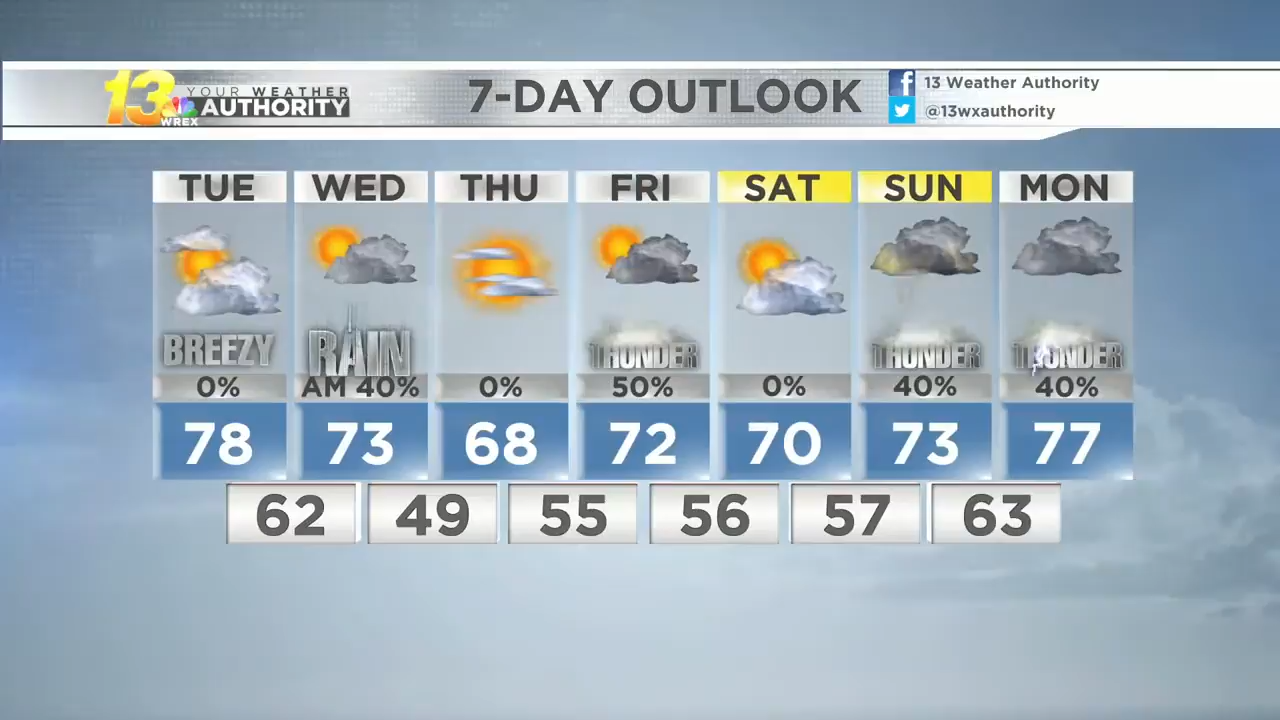 13
WREX
YOUR WEATHER
AUTHORITY
7-DAY OUTLOOK
f 13 Weather Authority
@13wxauthority
TUE WED THU FRI SAT SUN MON
BREEZY RAIN THUNDER THUNDER THUNDER
0% AM 40% 0% 50% 0% 40% 40%
78 73 68 72 70 73 77
62 49 55 56 57 63